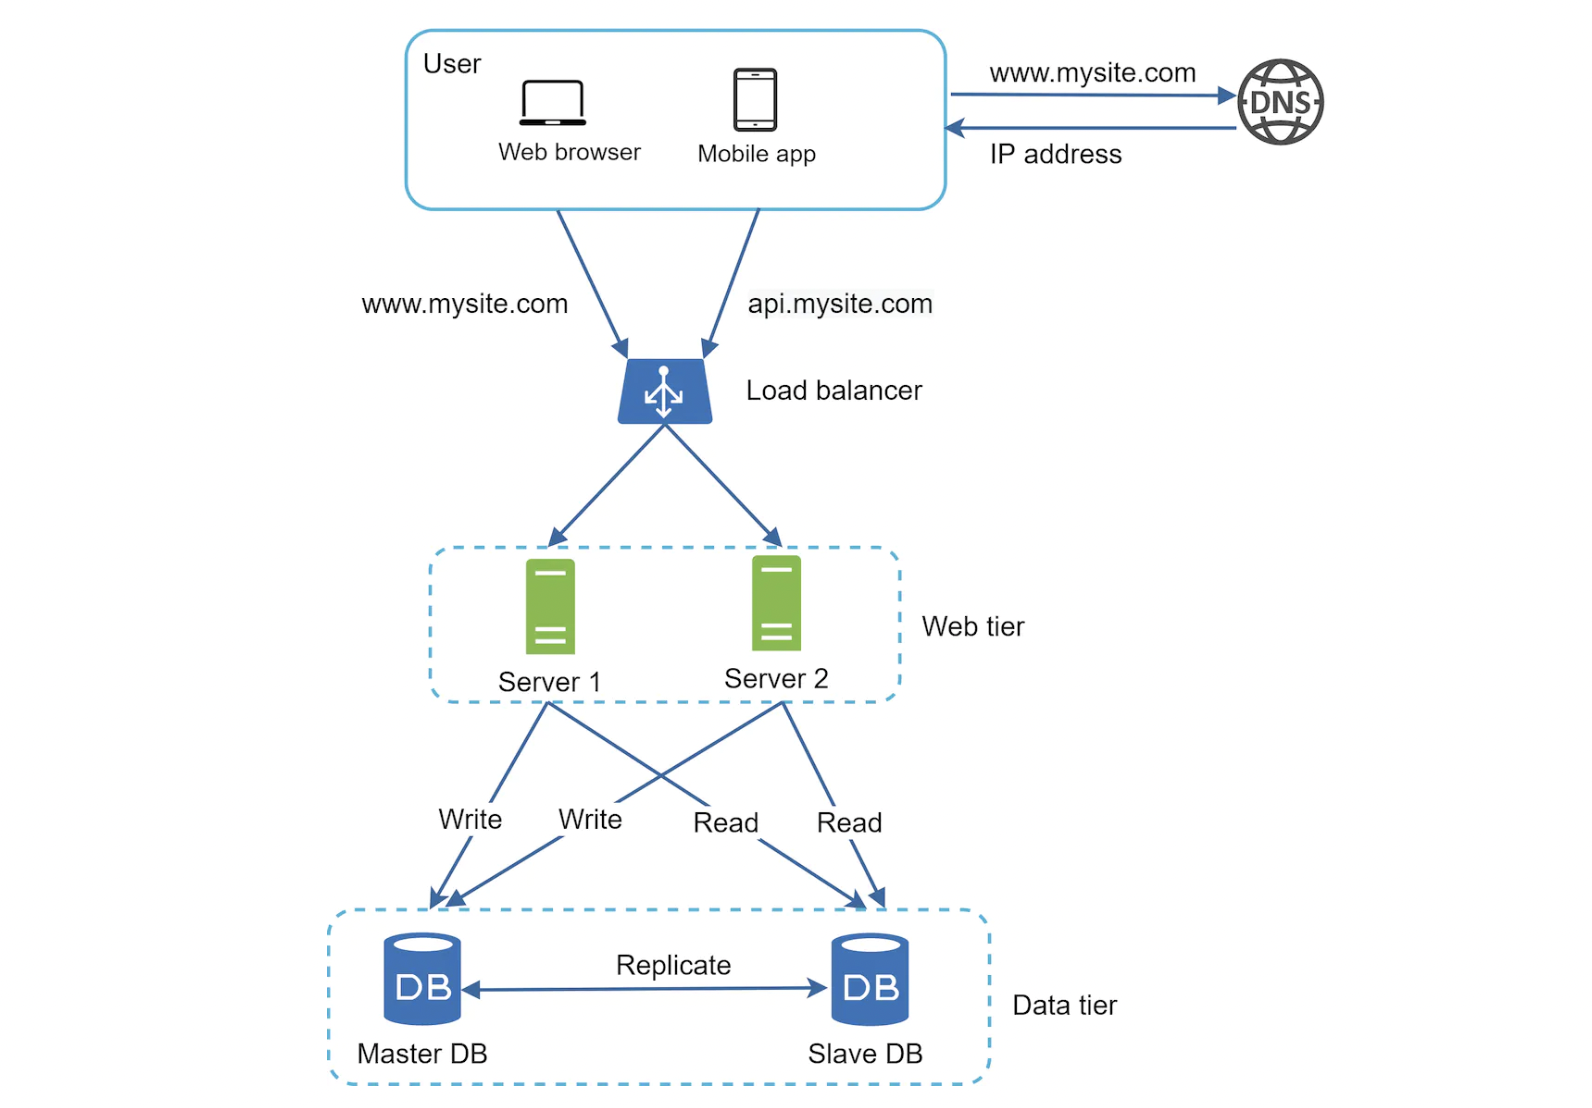 User
Web browser
Mobile app
www.mysite.com
DNS
IP address
www.mysite.com
api.mysite.com
Load balancer
Server 1
Server 2
Web tier
Write
Write
Read
Read
Replicate
DB
DB
Master DB
Slave DB
Data tier